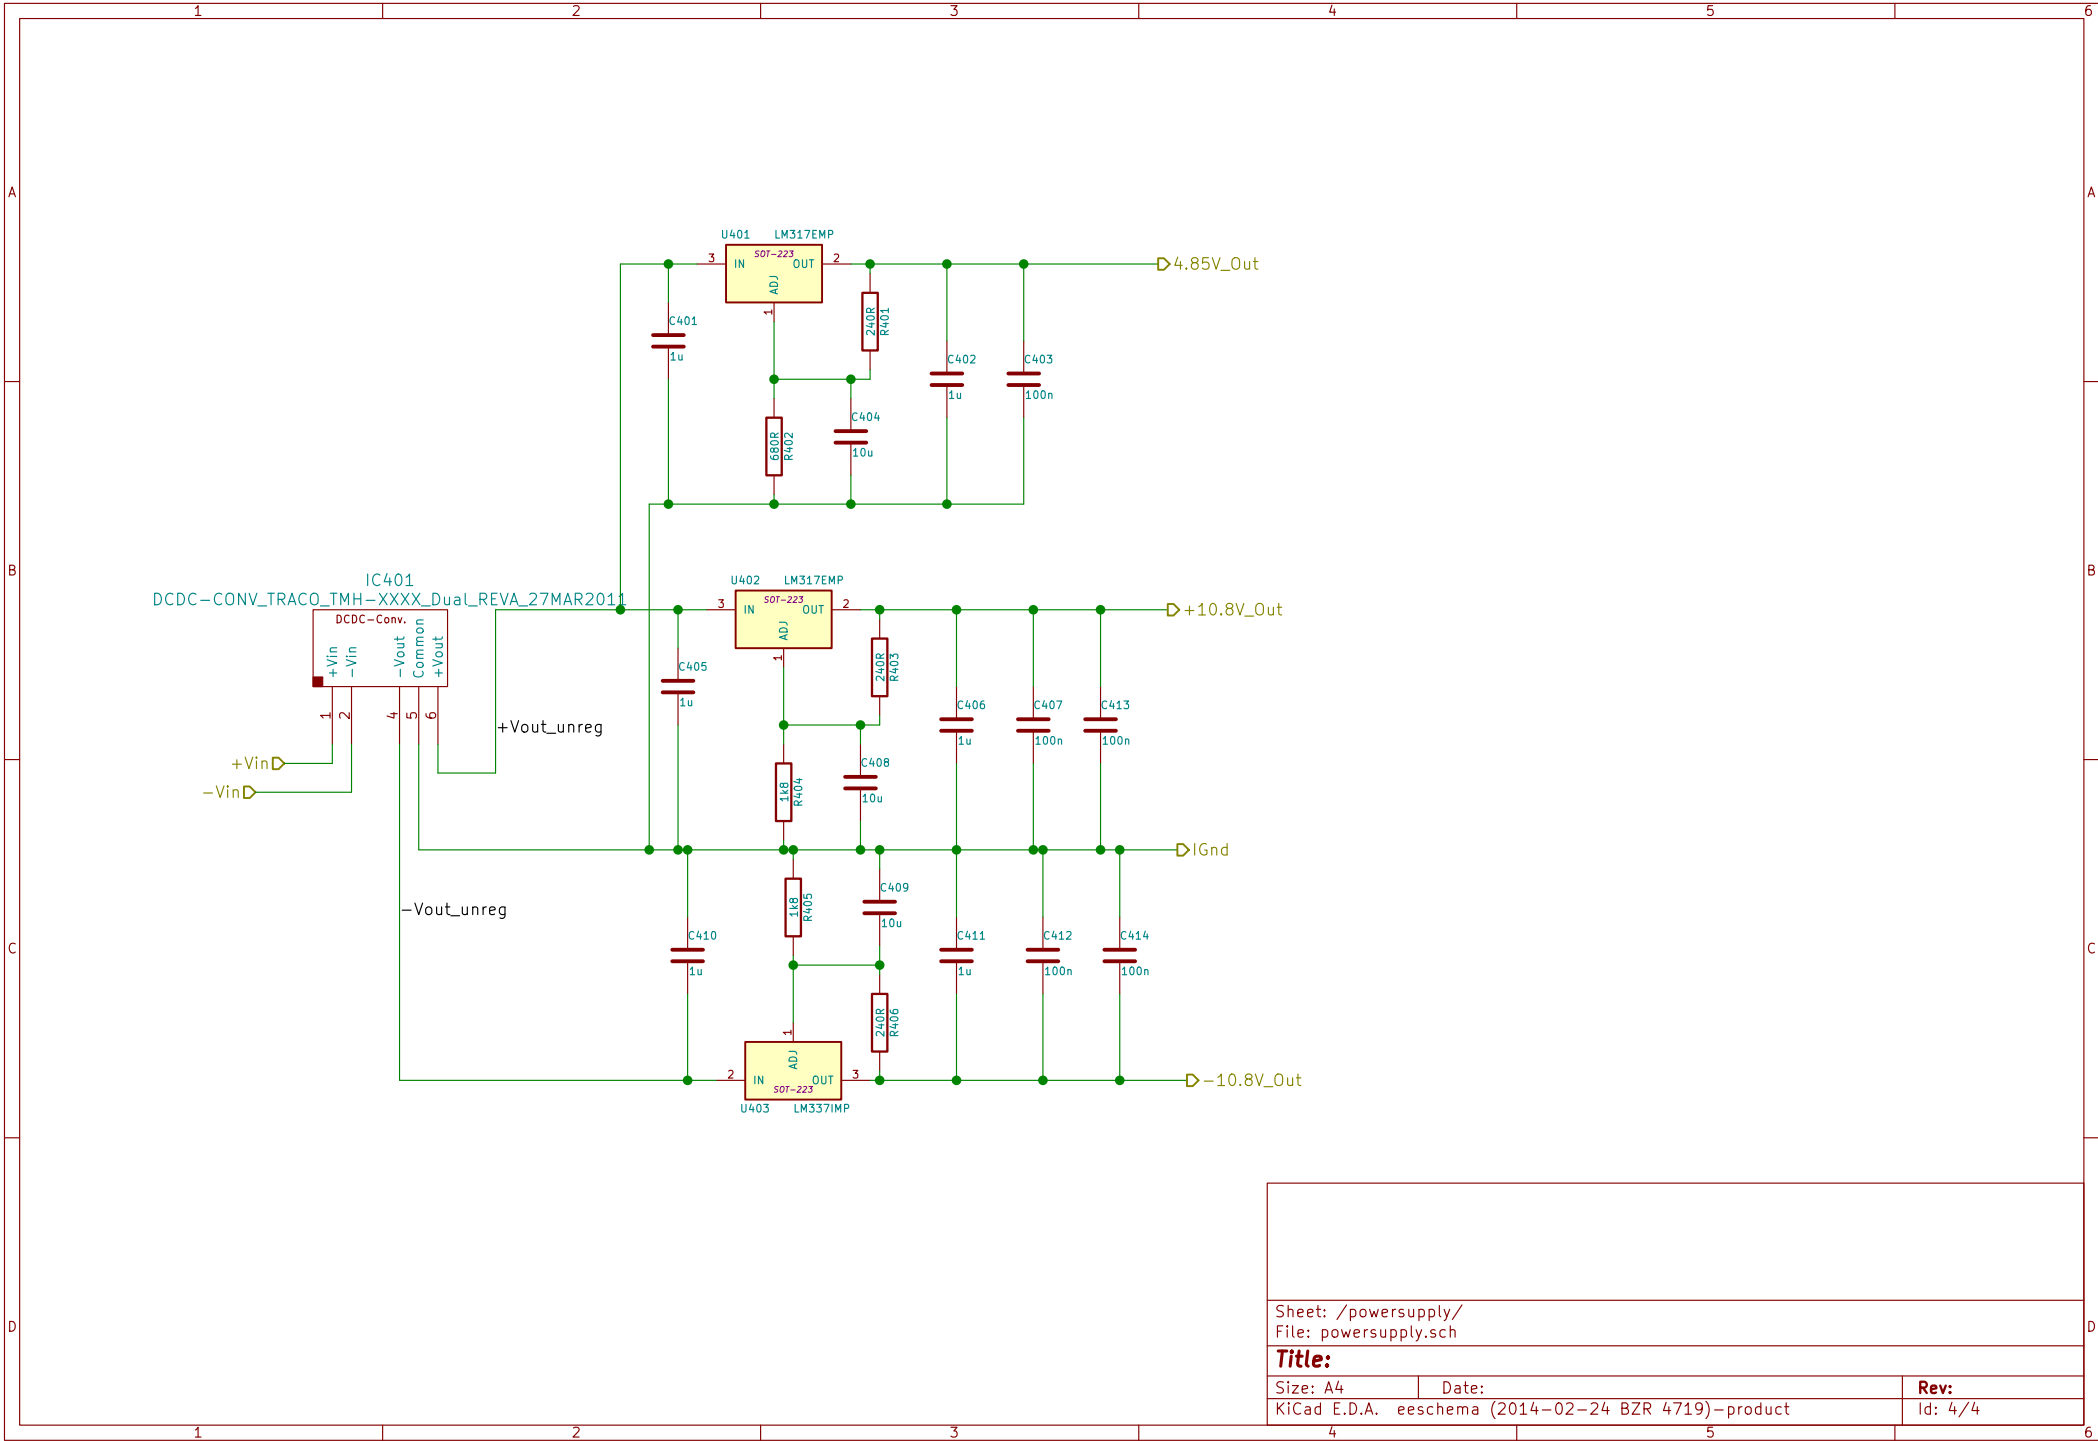 1 2 3 4 5 6
A A
U401 LM317EMP
SOT-223
3 IN OUT 2
ADJ
1
4.85V_Out
C401
1u
240R
R401
C402
1u
C403
100n
680R
R402
C404
10u
B B
IC401
DCDC-CONV_TRACO_TMH-XXXX_Dual_REVA_27MAR2011
DCDC-Conv.
+Vin
-Vin
-Vout
Common
+Vout
1 2 4 5 6
+Vin
-Vin
+Vout_unreg
-Vout_unreg
U402 LM317EMP
SOT-223
3 IN OUT 2
ADJ
1
+10.8V_Out
C405
1u
240R
R403
C406
1u
C407
100n
C413
100n
1k8
R404
C408
10u
IGnd
1k8
R405
C409
10u
C C
C410
1u
C411
1u
C412
100n
C414
100n
240R
R406
1
ADJ
2 IN OUT 3
SOT-223
U403 LM337IMP
-10.8V_Out
D D
Sheet: /powersupply/
File: powersupply.sch
Title:
Size: A4 Date: Rev:
KiCad E.D.A. eeschema (2014-02-24 BZR 4719)-product Id: 4/4
1 2 3 4 5 6